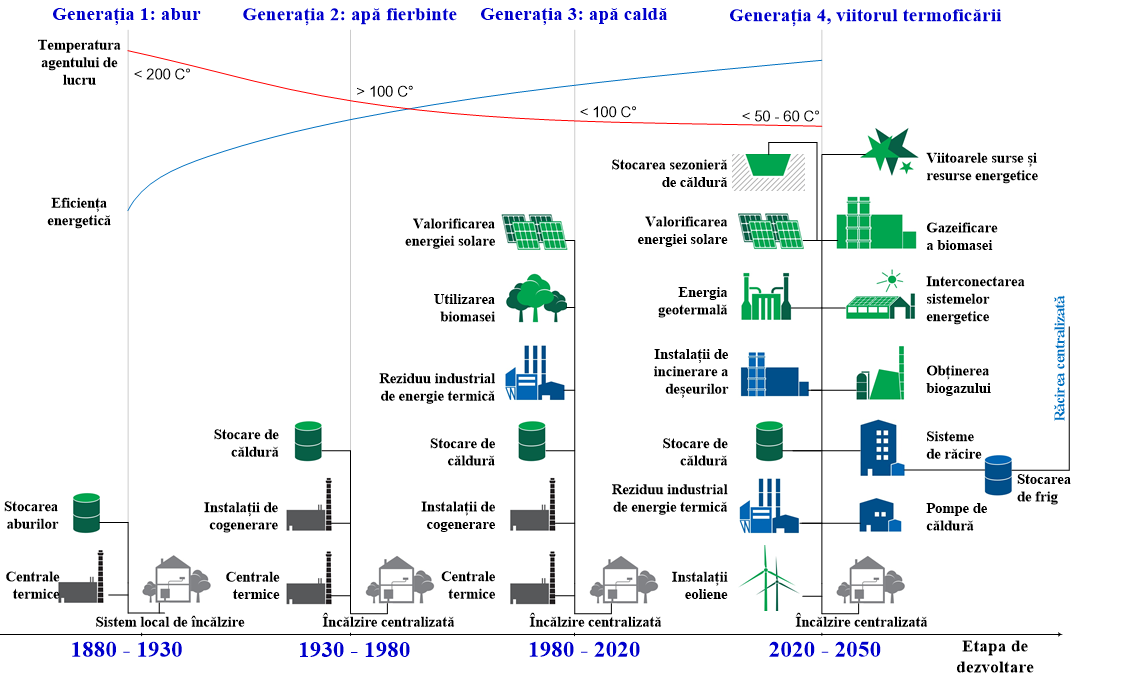 Generația 1: abur
Generația 2: apă fierbinte
Generația 3: apă caldă
Generația 4, viitorul termoficării
Temperatura
agentului de
lucru
< 200 C°
> 100 C°
< 100 C°
< 50 - 60 C°
Eficiența
energetică
Stocarea
aburilor
Centrale
termice
Sistem local de încălzire
Stocare de
căldură
Instalații de
cogenerare
Centrale
termice
Încălzire centralizată
Valorificarea
energiei solare
Utilizarea
biomasei
Reziduu industrial
de energie termică
Stocare de
căldură
Instalații de
cogenerare
Centrale
termice
Încălzire centralizată
Stocarea sezonieră
de căldură
Valorificarea
energiei solare
Energia
geotermală
Instalații de
incinerare a
deșeurilor
Stocare de
căldură
Reziduu industrial
de energie termică
Instalații
eoliene
Încălzire centralizată
Viitoarele surse și
resurse energetice
Gazeificare
a biomasei
Interconectarea
sistemelor
energetice
Obținerea
biogazului
Sisteme
de răcire
Pompe de
căldură
Stocarea
de frig
Răcirea centralizată
1880 - 1930
1930 - 1980
1980 - 2020
2020 - 2050
Etapa de
dezvoltare